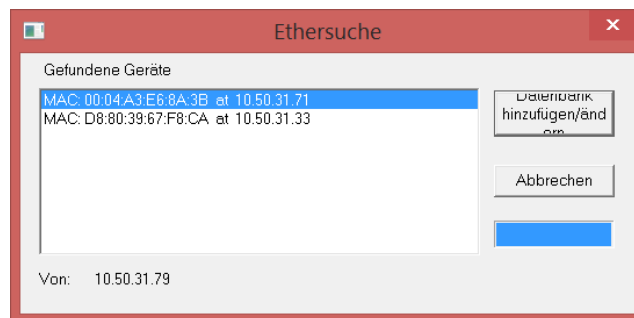 Ethersuche
Gefundene Geräte
MAC: 00:04:A3:E6:8A:3B at 10.50.31.71
MAC: D8:80:39:67:F8:CA at 10.50.31.33
Datenbank
hinzufügen/änd
ern
Abbrechen
Von: 10.50.31.79